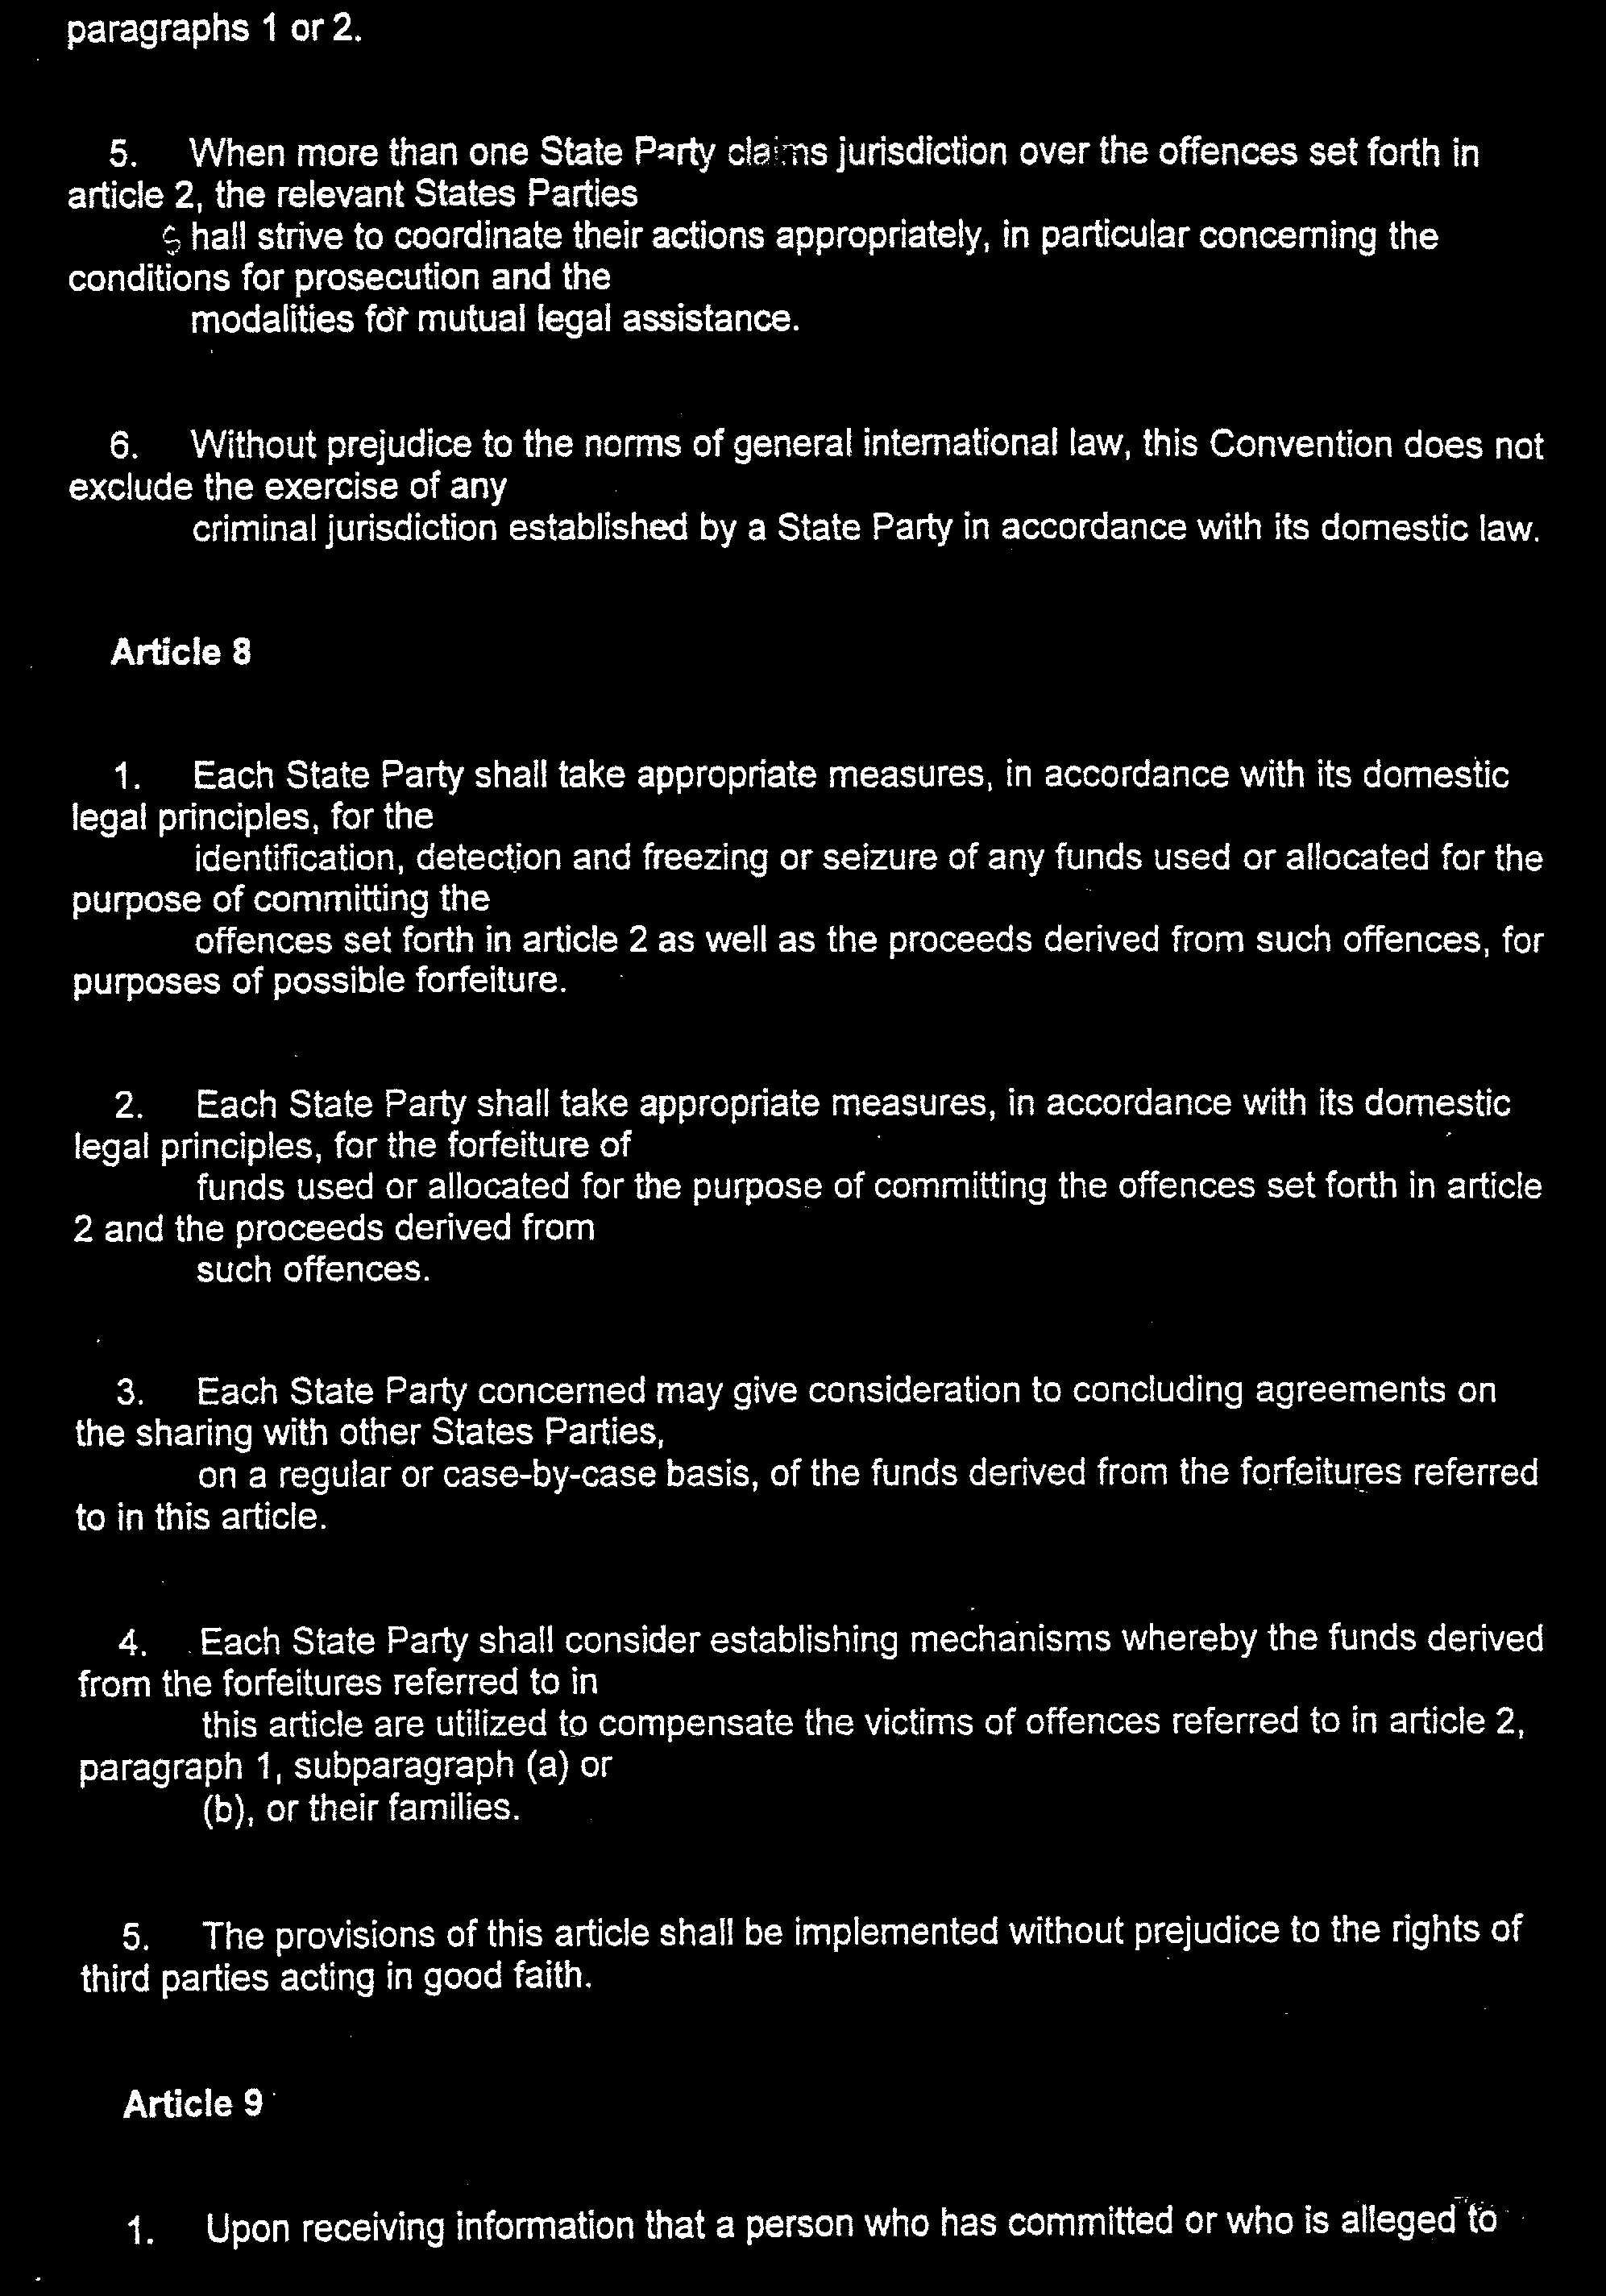 paragraphs 1 or 2.
5. When more than one State Party claims jurisdiction over the offences set forth in
article 2, the relevant States Parties
S hall strive to coordinate their actions appropriately, in particular concerning the
conditions for prosecution and the
modalities for mutual legal assistance.
6. Without prejudice to the norms of general international law, this Convention does not
exclude the exercise of any
criminal jurisdiction established by a State Party in accordance with its domestic law.
Article 8
1. Each State Party shall take appropriate measures, in accordance with its domestic
legal principles, for the
identification, detection and freezing or seizure of any funds used or allocated for the
purpose of committing the
offences set forth in article 2 as well as the proceeds derived from such offences, for
purposes of possible forfeiture.
2. Each State Party shall take appropriate measures, in accordance with its domestic
legal principles, for the forfeiture of
funds used or allocated for the purpose of committing the offences set forth in article
2 and the proceeds derived from
such offences.
3. Each State Party concerned may give consideration to concluding agreements on
the sharing with other States Parties,
on a regular or case-by-case basis, of the funds derived from the forfeitures referred
to in this article.
4. Each State Party shall consider establishing mechanisms whereby the funds derived
from the forfeitures referred to in
this article are utilized to compensate the victims of offences referred to in article 2,
paragraph 1, subparagraph (a) or
(b), or their families.
5. The provisions of this article shall be implemented without prejudice to the rights of
third parties acting in good faith.
Article 9
1. Upon receiving information that a person who has committed or who is alleged to